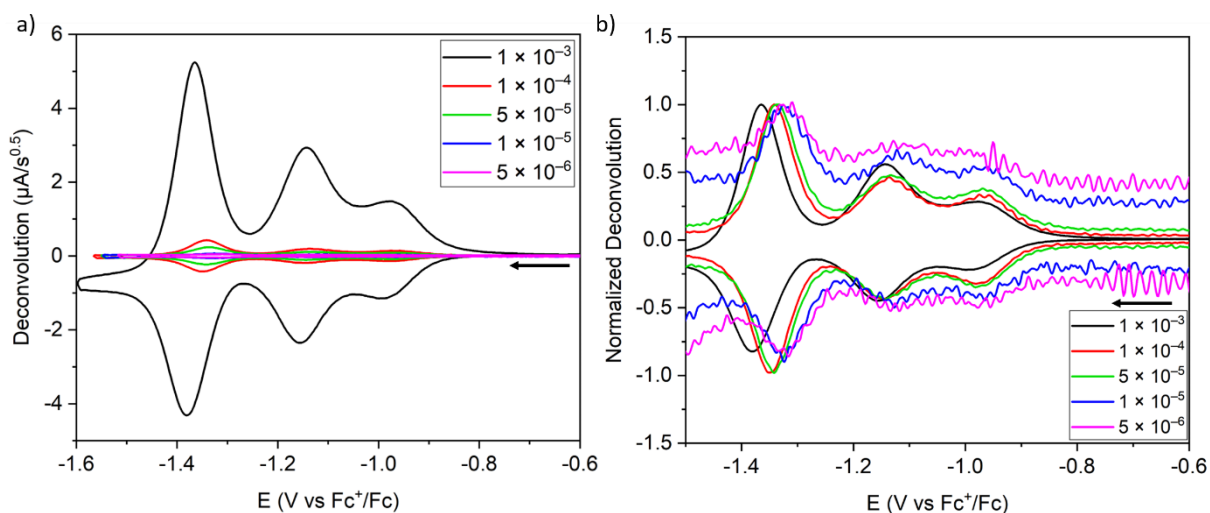 a)
Deconvolution (µA/s^0.5)
6
4
2
0
-2
-4
1 × 10^–3
1 × 10^–4
5 × 10^–5
1 × 10^–5
5 × 10^–6
-1.6 -1.4 -1.2 -1.0 -0.8 -0.6
E (V vs Fc^+/Fc)
b)
Normalized Deconvolution
1.5
1.0
0.5
0.0
-0.5
-1.0
-1.5
1 × 10^–3
1 × 10^–4
5 × 10^–5
1 × 10^–5
5 × 10^–6
-1.4 -1.2 -1.0 -0.8 -0.6
E (V vs Fc^+/Fc)